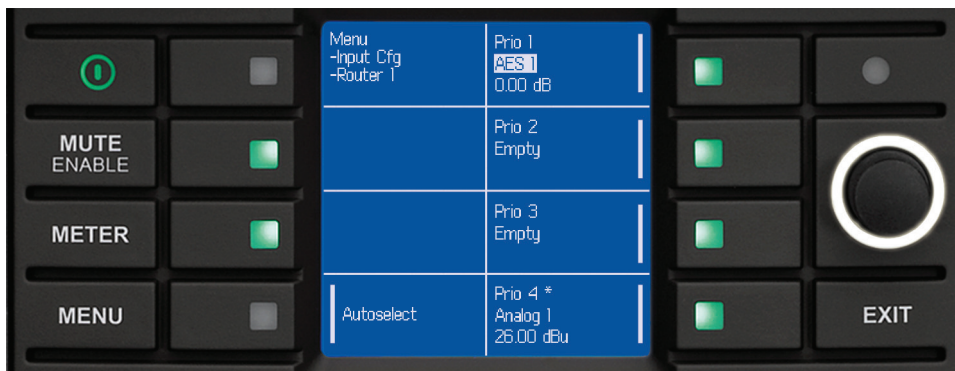 Menu
-Input Cfg
-Router 1
Prio 1
AES 1
0.00 dB
MUTE
ENABLE
Prio 2
Empty
METER
Prio 3
Empty
MENU
Autoselect
Prio 4 *
Analog 1
26.00 dBu
EXIT